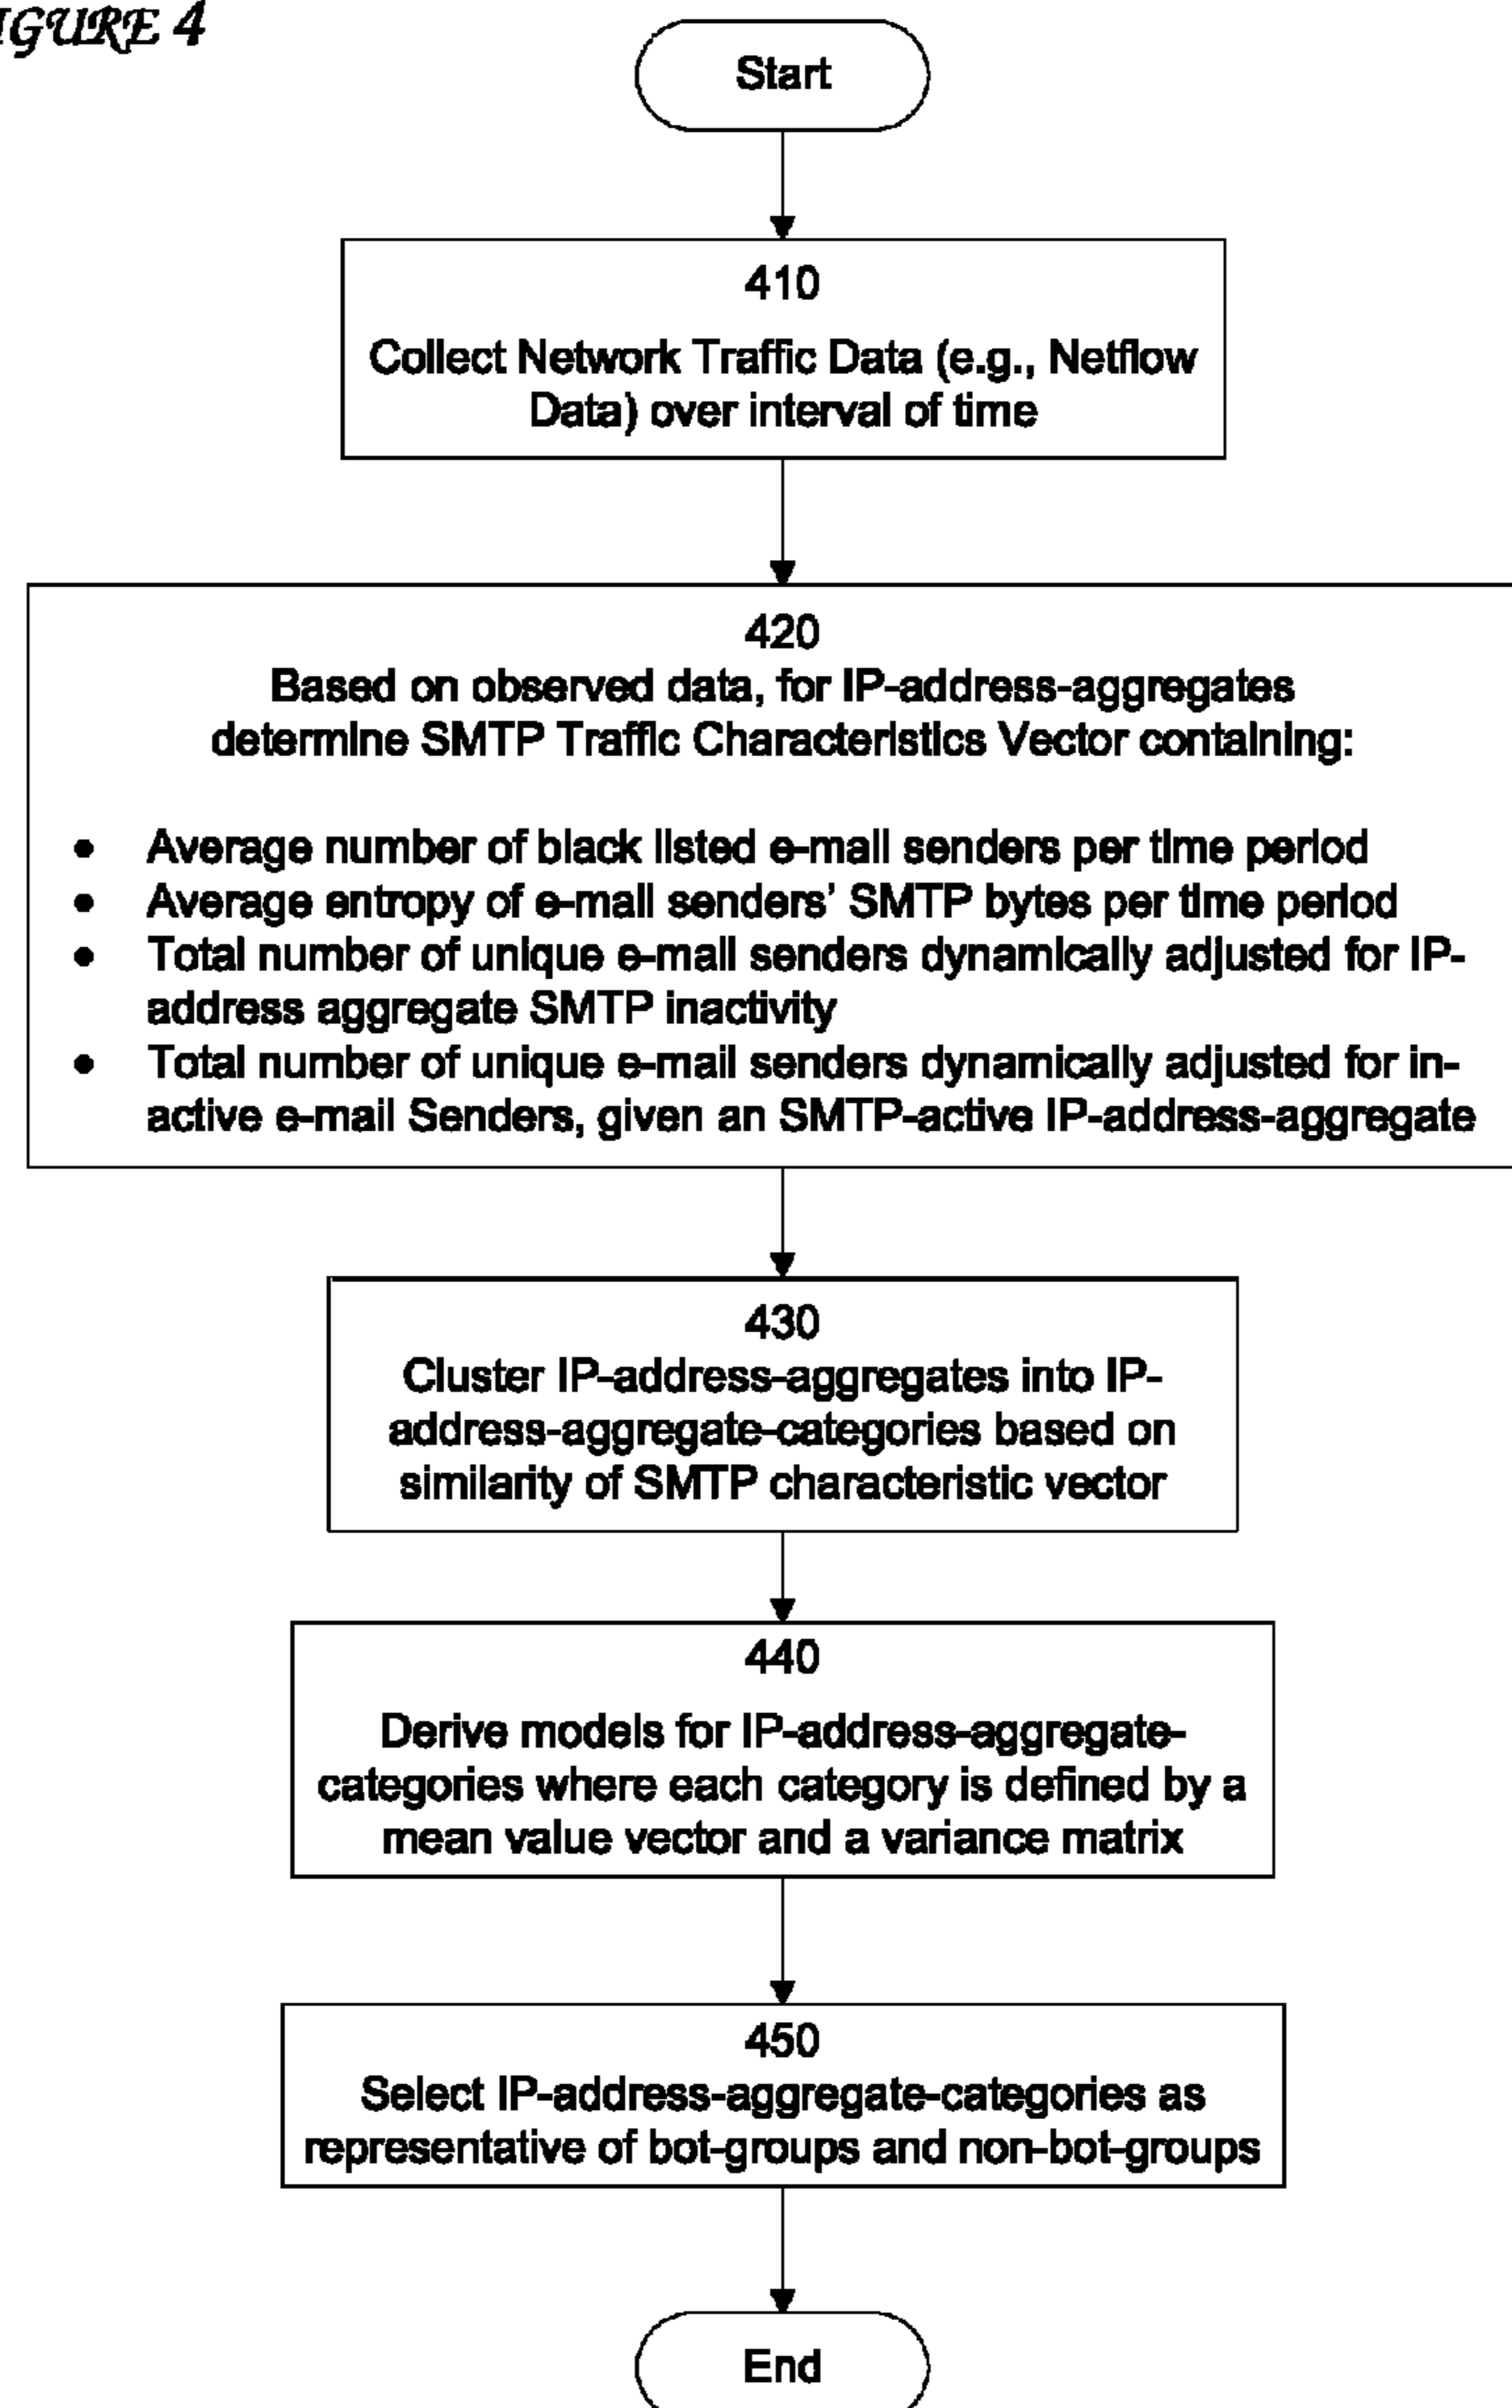 IGURE 4
Start
410
Collect Network Traffic Data (e.g., Netflow
Data) over interval of time
420
Based on observed data, for IP-address-aggregates
determine SMTP Traffic Characteristics Vector containing:
• Average number of black listed e-mail senders per time period
• Average entropy of e-mail senders’ SMTP bytes per time period
• Total number of unique e-mail senders dynamically adjusted for IP-
address aggregate SMTP inactivity
• Total number of unique e-mail senders dynamically adjusted for in-
active e-mail Senders, given an SMTP-active IP-address-aggregate
430
Cluster IP-address-aggregates into IP-
address-aggregate-categories based on
similarity of SMTP characteristic vector
440
Derive models for IP-address-aggregate-
categories where each category is defined by a
mean value vector and a variance matrix
450
Select IP-address-aggregate-categories as
representative of bot-groups and non-bot-groups
End